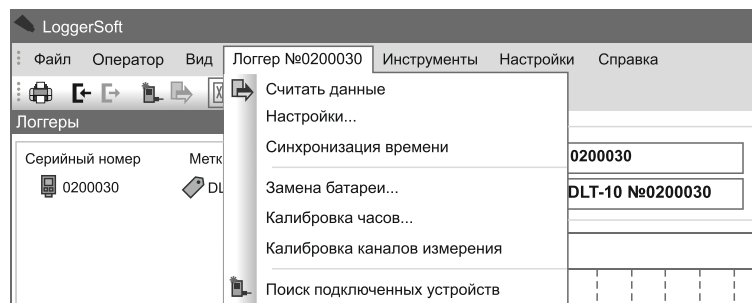 LoggerSoft
Файл Оператор Вид Логгер №0200030 Инструменты Настройки Справка
Считать данные
Логгеры
Настройки...
Синхронизация времени
Серийный номер
0200030
0200030
Замена батареи...
DLT-10 №0200030
Калибровка часов...
Калибровка каналов измерения
Поиск подключенных устройств